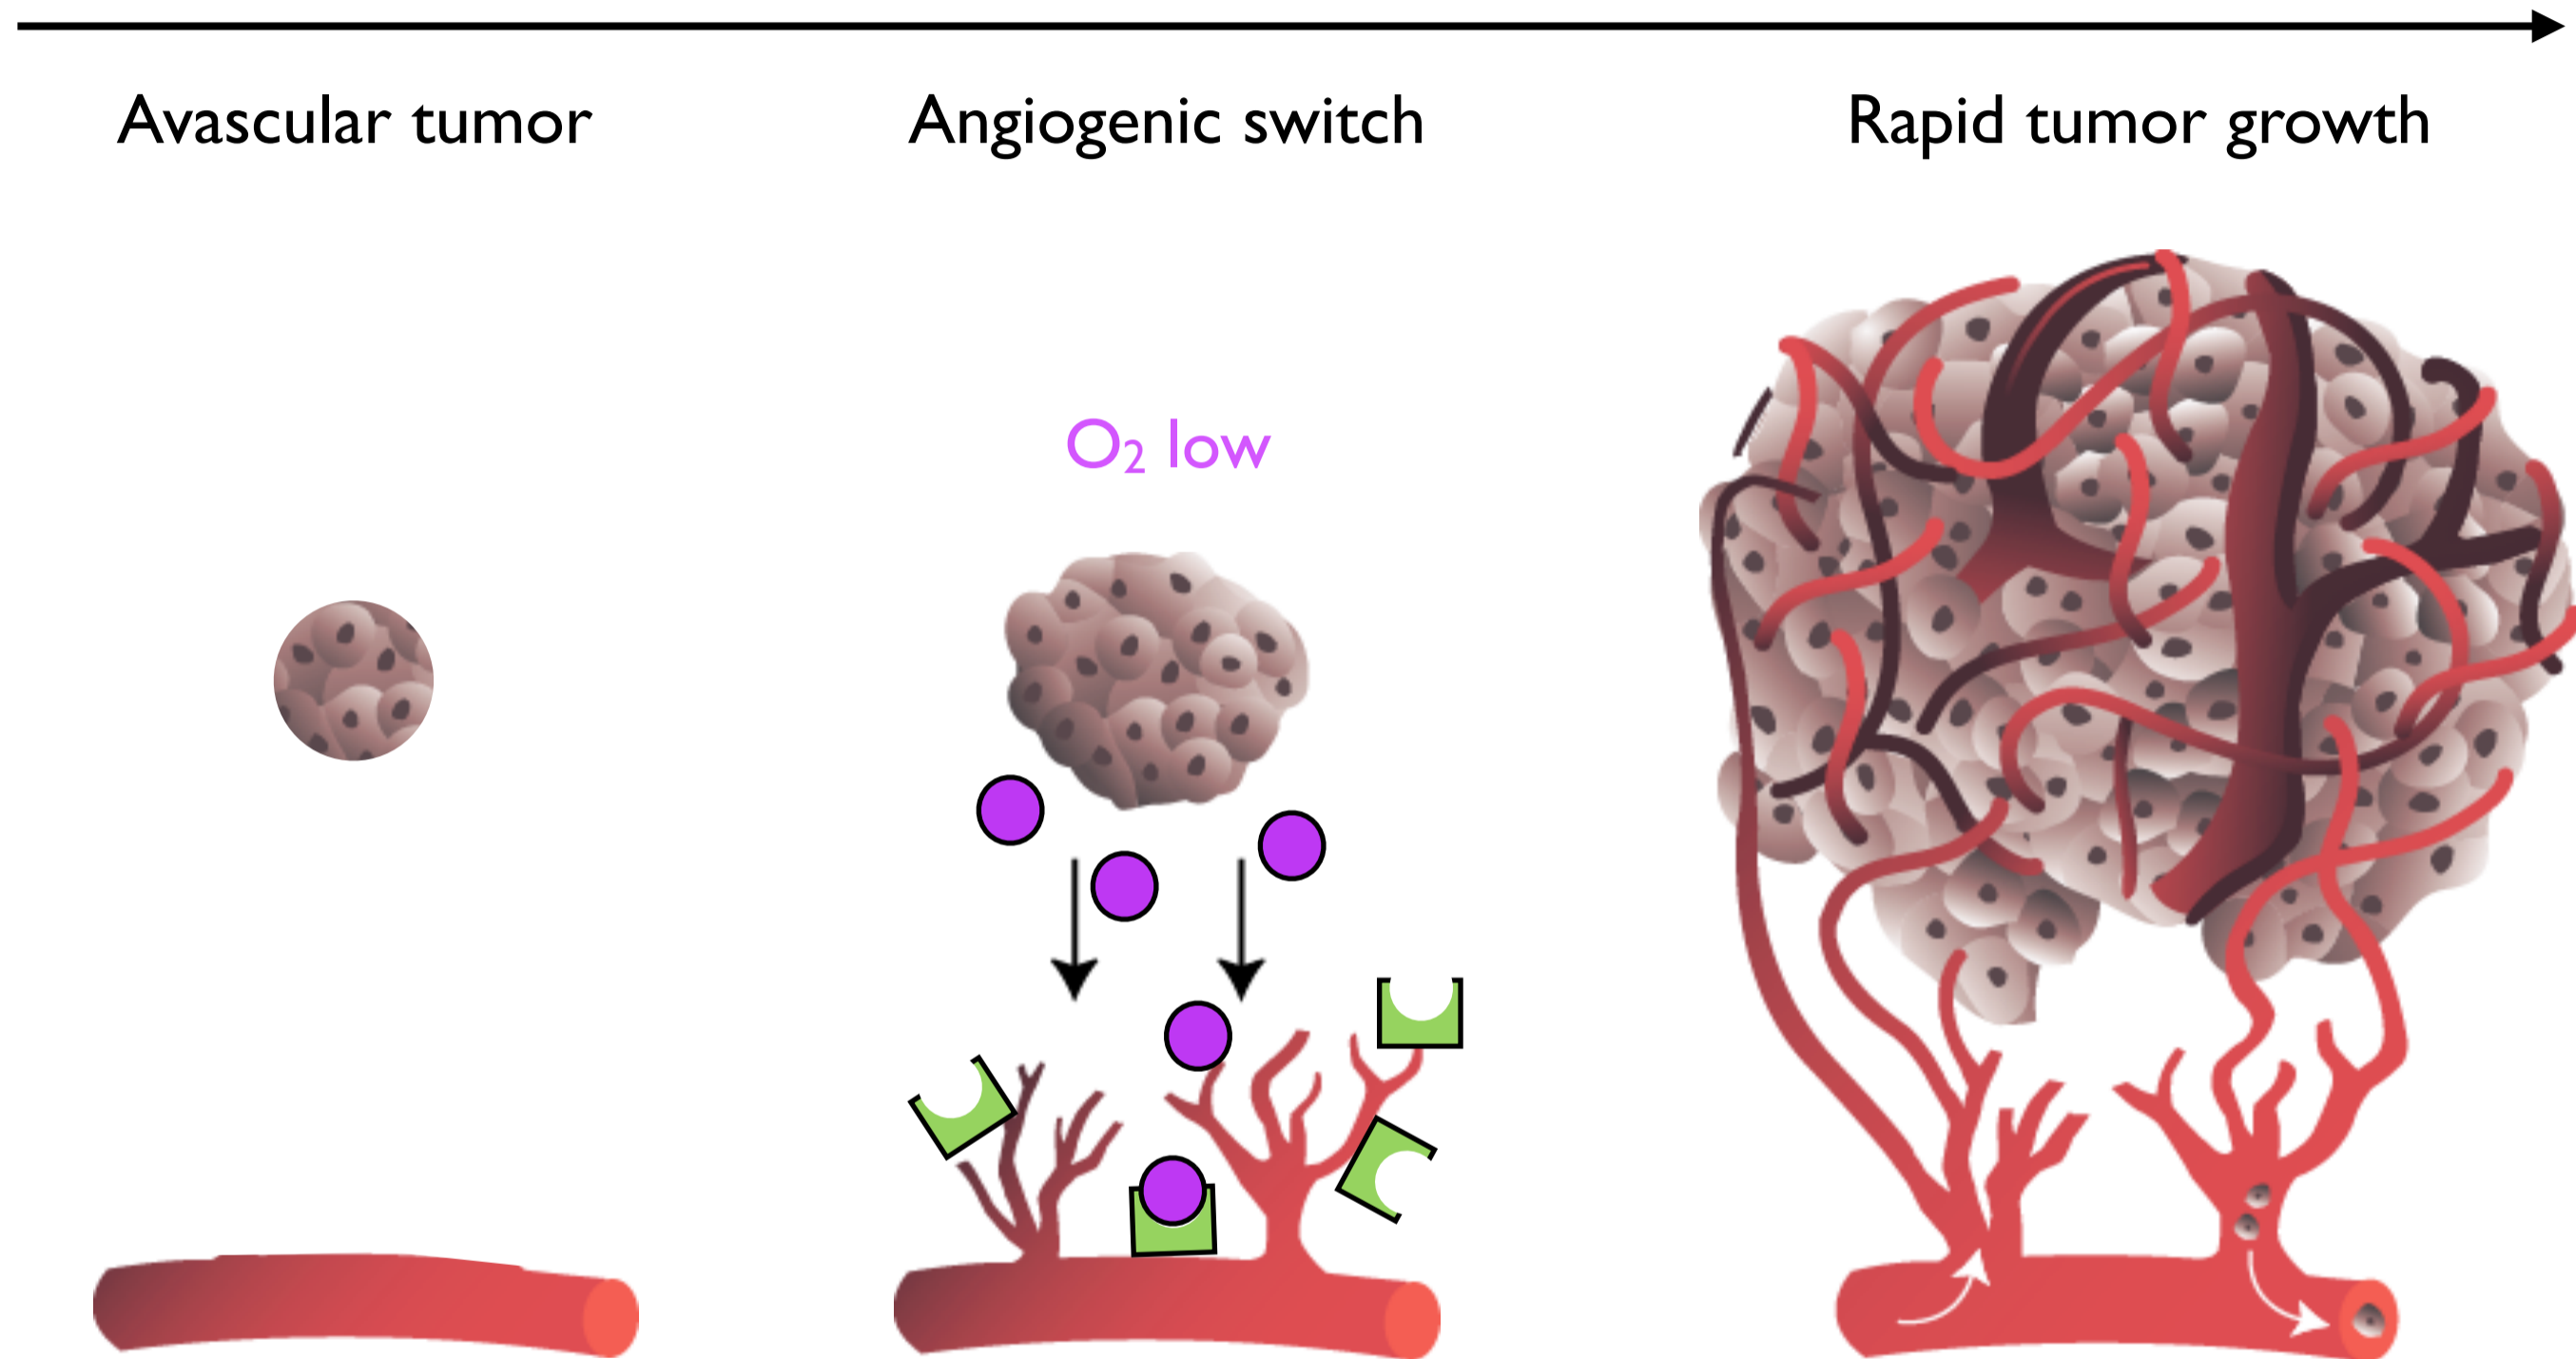 Avascular tumor
Angiogenic switch
Rapid tumor growth
O₂ low